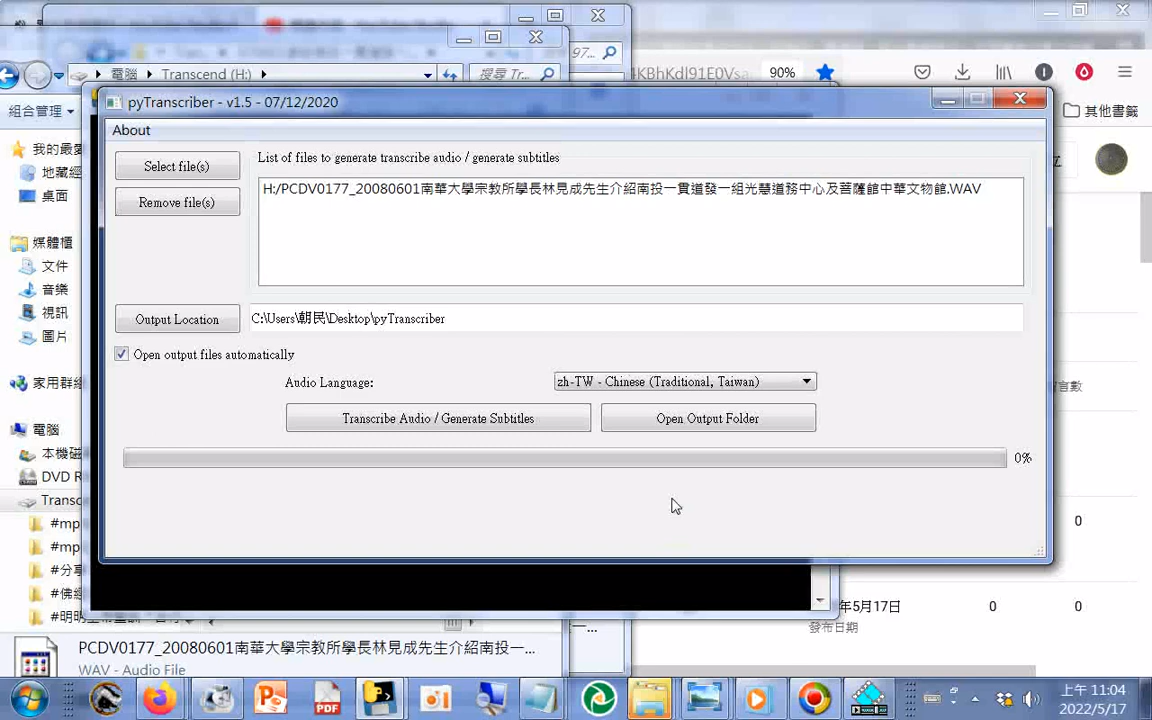 97...
電腦 ▸ Transcend (H:) ▸
搜尋 Tr...
4KBhKdl91E0Vsa
90%
組合管理
其他書籤
pyTranscriber - v1.5 - 07/12/2020
About
Select file(s)
List of files to generate transcribe audio / generate subtitles
Remove file(s)
H:/PCDV0177_20080601南華大學宗教所學長林見成先生介紹南投一貫道發一組光慧道務中心及菩薩館中華文物館.WAV
Output Location
C:\Users\朝民\Desktop\pyTranscriber
Open output files automatically
Audio Language:
zh-TW - Chinese (Traditional, Taiwan)
Transcribe Audio / Generate Subtitles
Open Output Folder
0%
我的最愛
地藏經
桌面
媒體櫃
文件
音樂
視訊
圖片
家用群組
電腦
本機磁
DVD R
Transc
#mp
#mp
#分享
#佛經
0
年5月17日
0
0
發布日期
PCDV0177_20080601南華大學宗教所學長林見成先生介紹南投一...
WAV - Audio File
PDF
上午 11:04
2022/5/17